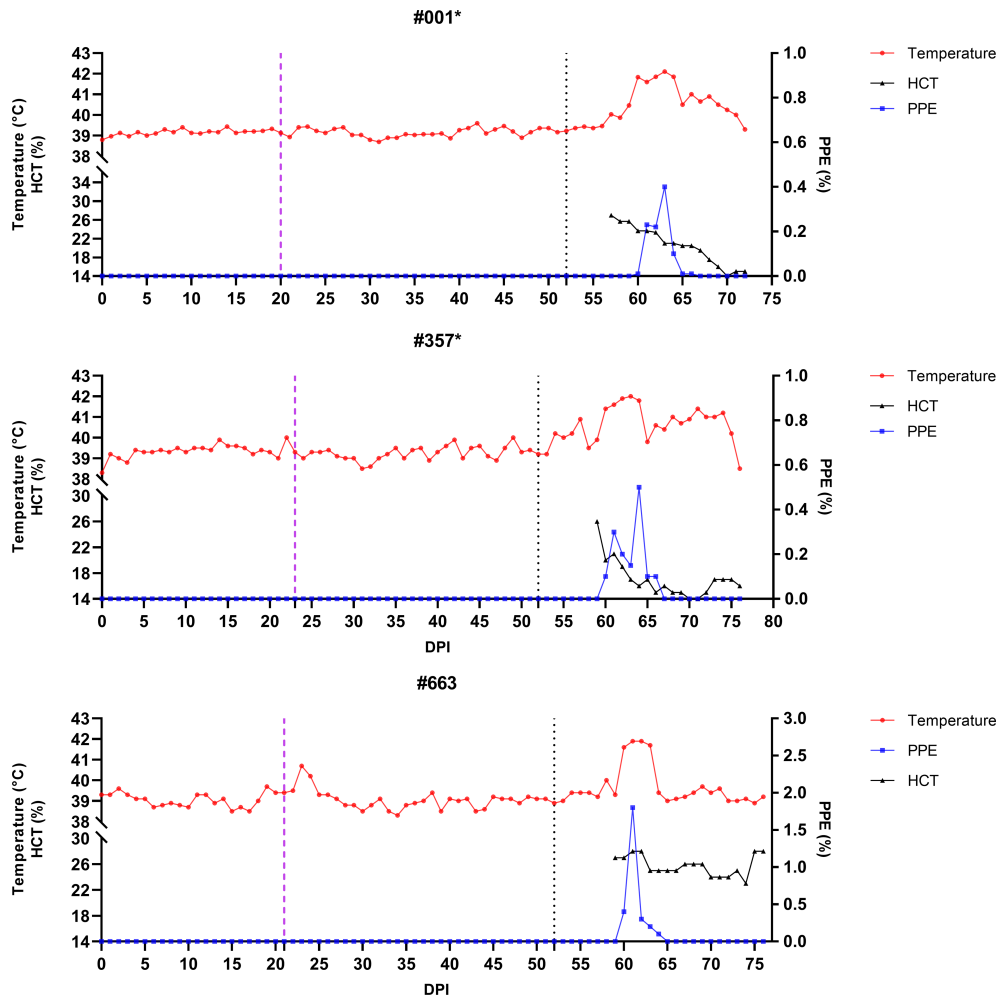 #001*
43
42
41
40
39
38
34
30
26
22
18
14
Temperature (°C)
HCT (%)
1.0
0.8
0.6
0.4
0.2
0.0
PPE (%)
0 5 10 15 20 25 30 35 40 45 50 55 60 65 70 75
Temperature
HCT
PPE
#357*
43
42
41
40
39
38
30
26
22
18
14
Temperature (°C)
HCT (%)
1.0
0.8
0.6
0.4
0.2
0.0
PPE (%)
0 5 10 15 20 25 30 35 40 45 50 55 60 65 70 75 80
DPI
Temperature
HCT
PPE
#663
43
42
41
40
39
38
30
26
22
18
14
Temperature (°C)
HCT (%)
3.0
2.5
2.0
1.5
1.0
0.5
0.0
PPE (%)
0 5 10 15 20 25 30 35 40 45 50 55 60 65 70 75
DPI
Temperature
PPE
HCT